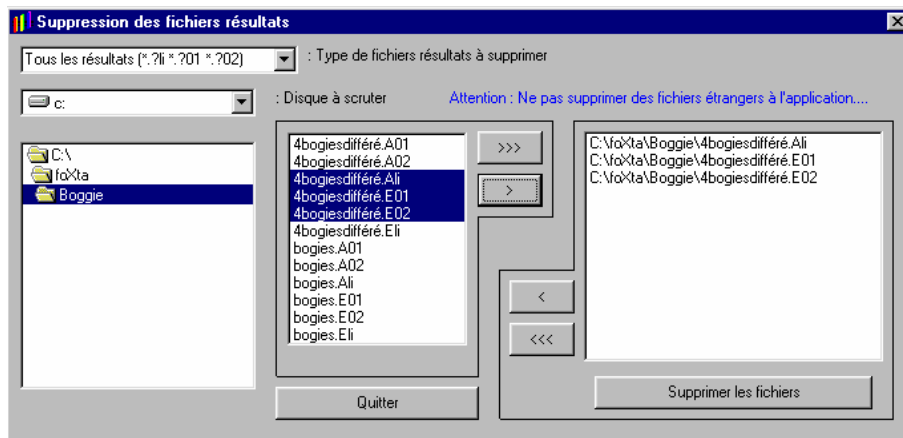 Suppression des fichiers résultats
Tous les résultats (*.?li *.?01 *.?02)
: Type de fichiers résultats à supprimer
c:
: Disque à scruter
Attention : Ne pas supprimer des fichiers étrangers à l'application....
C:\
foXta
Boggie
4bogiesdifféré.A01
4bogiesdifféré.A02
4bogiesdifféré.Ali
4bogiesdifféré.E01
4bogiesdifféré.E02
4bogiesdifféré.Eli
bogies.A01
bogies.A02
bogies.Ali
bogies.E01
bogies.E02
bogies.Eli
>>>
>
<
<<<
C:\foXta\Boggie\4bogiesdifféré.Ali
C:\foXta\Boggie\4bogiesdifféré.E01
C:\foXta\Boggie\4bogiesdifféré.E02
Quitter
Supprimer les fichiers